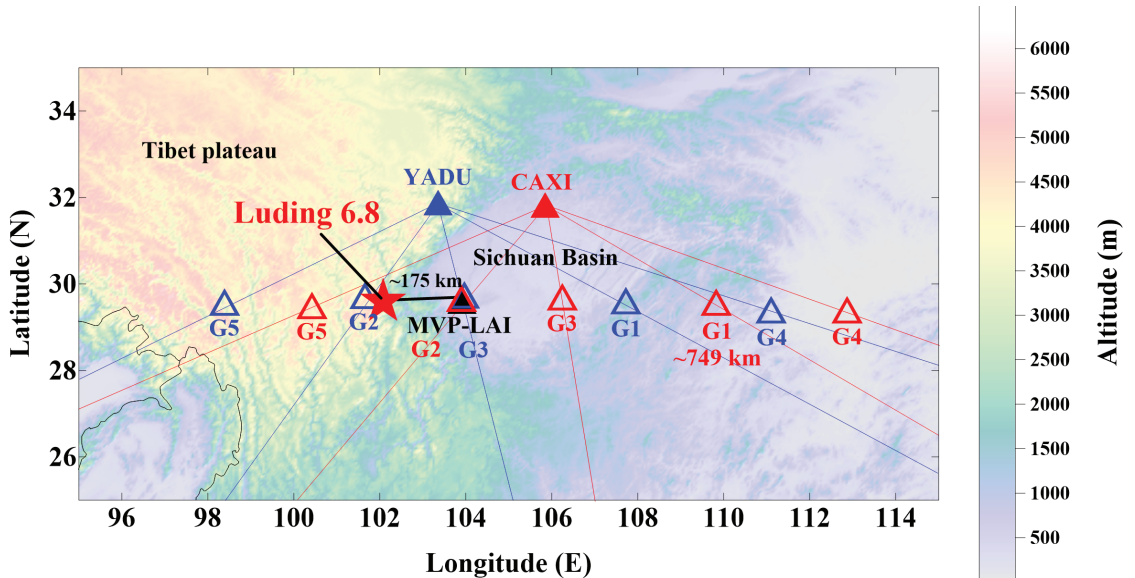 6000
5500
5000
4500
4000
3500
3000
2500
2000
1500
1000
500
Altitude (m)
34
32
30
28
26
Latitude (N)
96
98
100
102
104
106
108
110
112
114
Longitude (E)
Tibet plateau
YADU
CAXI
Luding 6.8
Sichuan Basin
~175 km
G5
G5
G2
MVP-LAI
G2
G3
G3
G1
~749 km
G1
G4
G4